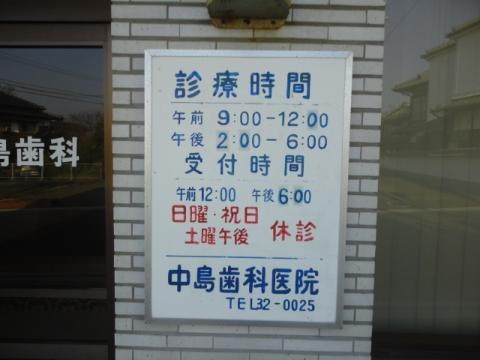 診療時間
午前 9:00-12:00
午後 2:00-6:00
受付時間
午前12:00 午後6:00
日曜・祝日
土曜午後 休診
中島歯科医院
TEL32-0025
島歯科